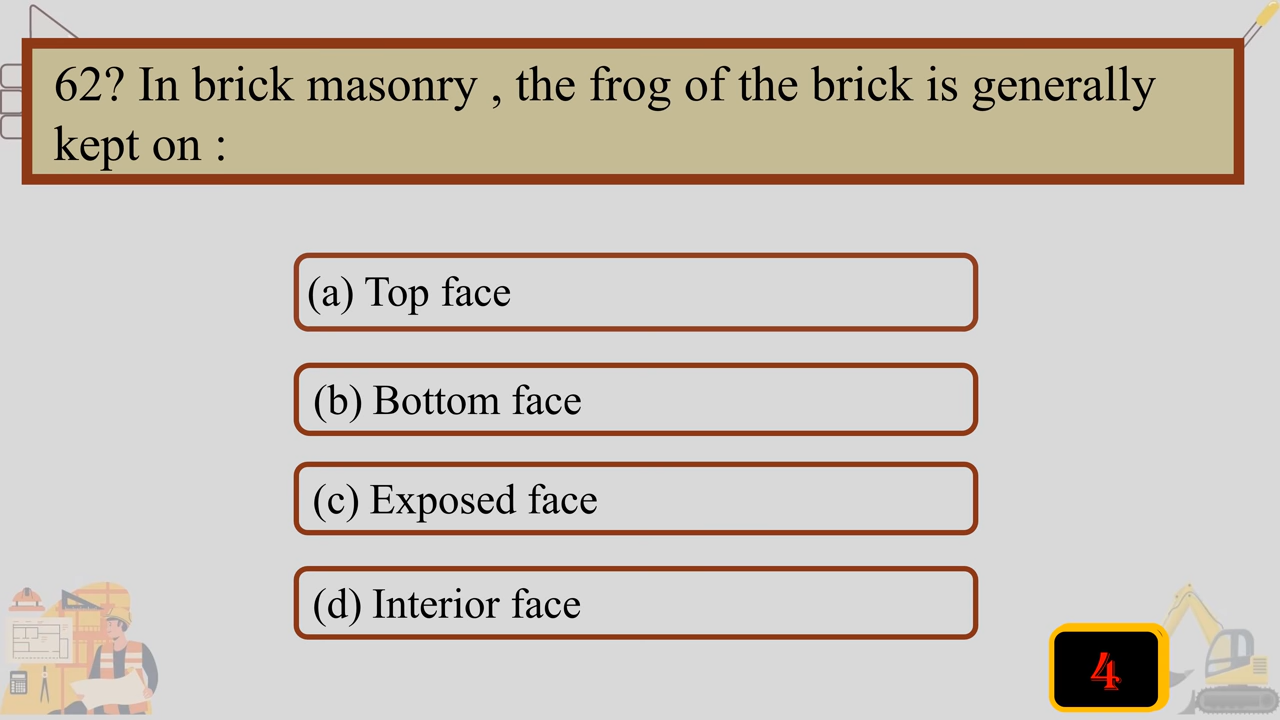 62? In brick masonry , the frog of the brick is generally
kept on :
(a) Top face
(b) Bottom face
(c) Exposed face
(d) Interior face
4